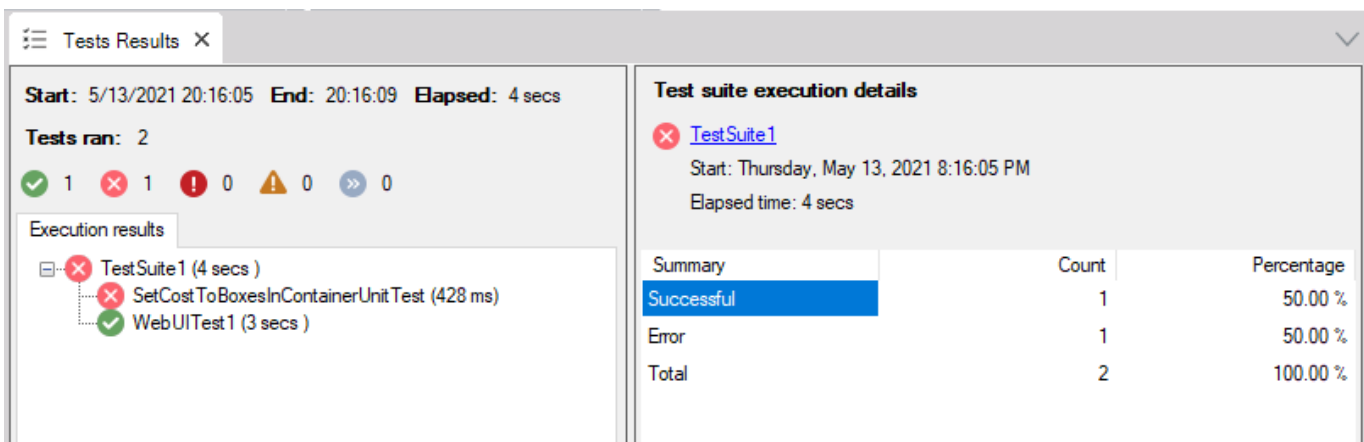 Tests Results
Start: 5/13/2021 20:16:05 End: 20:16:09 Elapsed: 4 secs
Tests ran: 2
1 1 0 0 0
Execution results
TestSuite1 (4 secs )
SetCostToBoxesInContainerUnitTest (428 ms)
WebUITest1 (3 secs )
Test suite execution details
TestSuite1
Start: Thursday, May 13, 2021 8:16:05 PM
Elapsed time: 4 secs
Summary Count Percentage
Successful 1 50.00 %
Error 1 50.00 %
Total 2 100.00 %